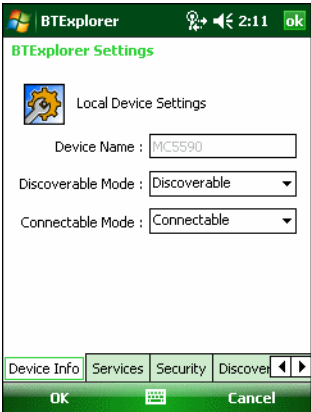 BTExplorer 2:11 ok
BTExplorer Settings
Local Device Settings
Device Name : MC5590
Discoverable Mode : Discoverable
Connectable Mode : Connectable
Device Info Services Security Discover
OK Cancel